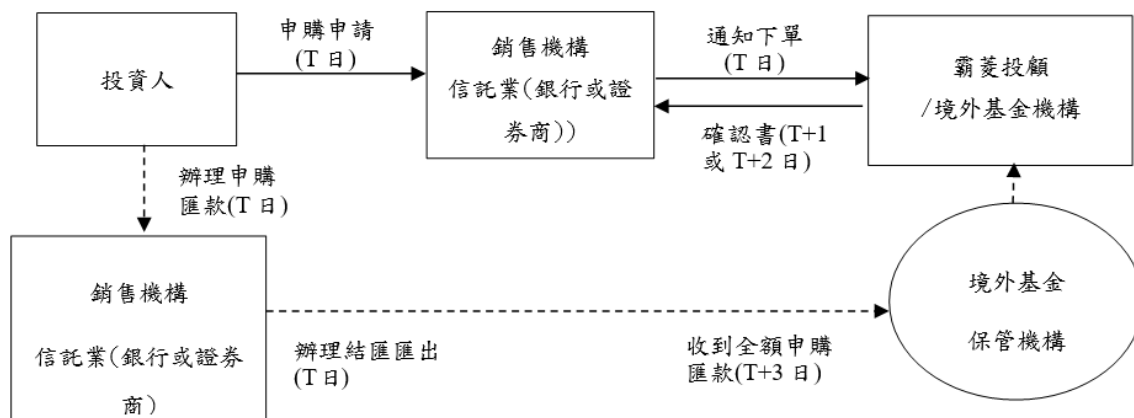 申購申請
(T 日)
投資人
銷售機構
信託業(銀行或證
券商))
通知下單
(T 日)
確認書(T+1
或 T+2 日)
霸菱投顧
/境外基金機構
辦理申購
匯款(T 日)
銷售機構
信託業(銀行或證券
商)
辦理結匯匯出
(T日)
收到全額申購
匯款(T+3 日)
境外基金
保管機構